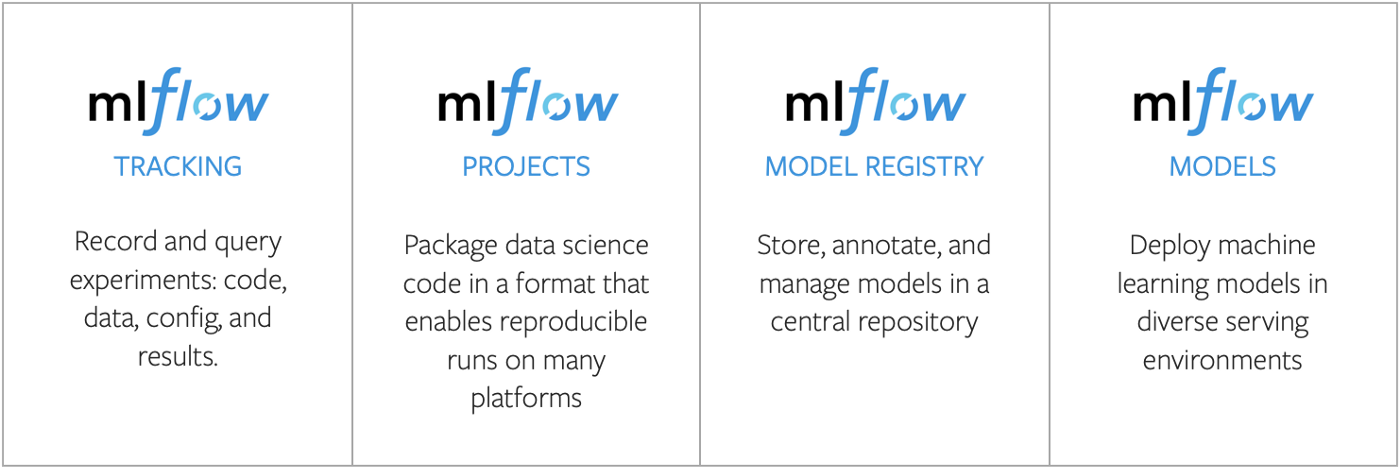 mlflow
TRACKING
Record and query
experiments: code,
data, config, and
results.
mlflow
PROJECTS
Package data science
code in a format that
enables reproducible
runs on many
platforms
mlflow
MODEL REGISTRY
Store, annotate, and
manage models in a
central repository
mlflow
MODELS
Deploy machine
learning models in
diverse serving
environments